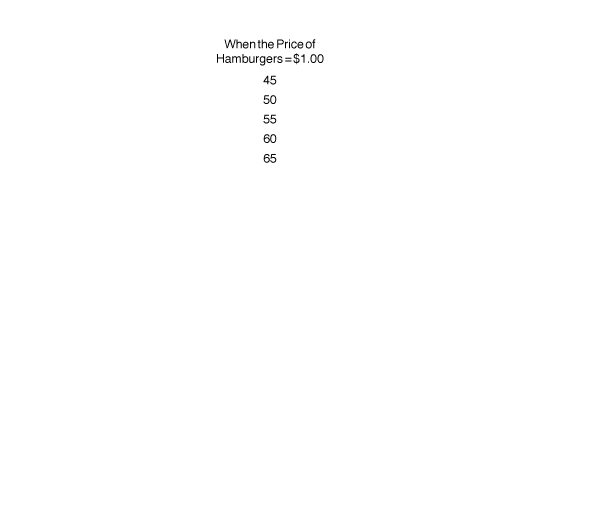 When the Price of
Hamburgers = $1.00
45
50
55
60
65